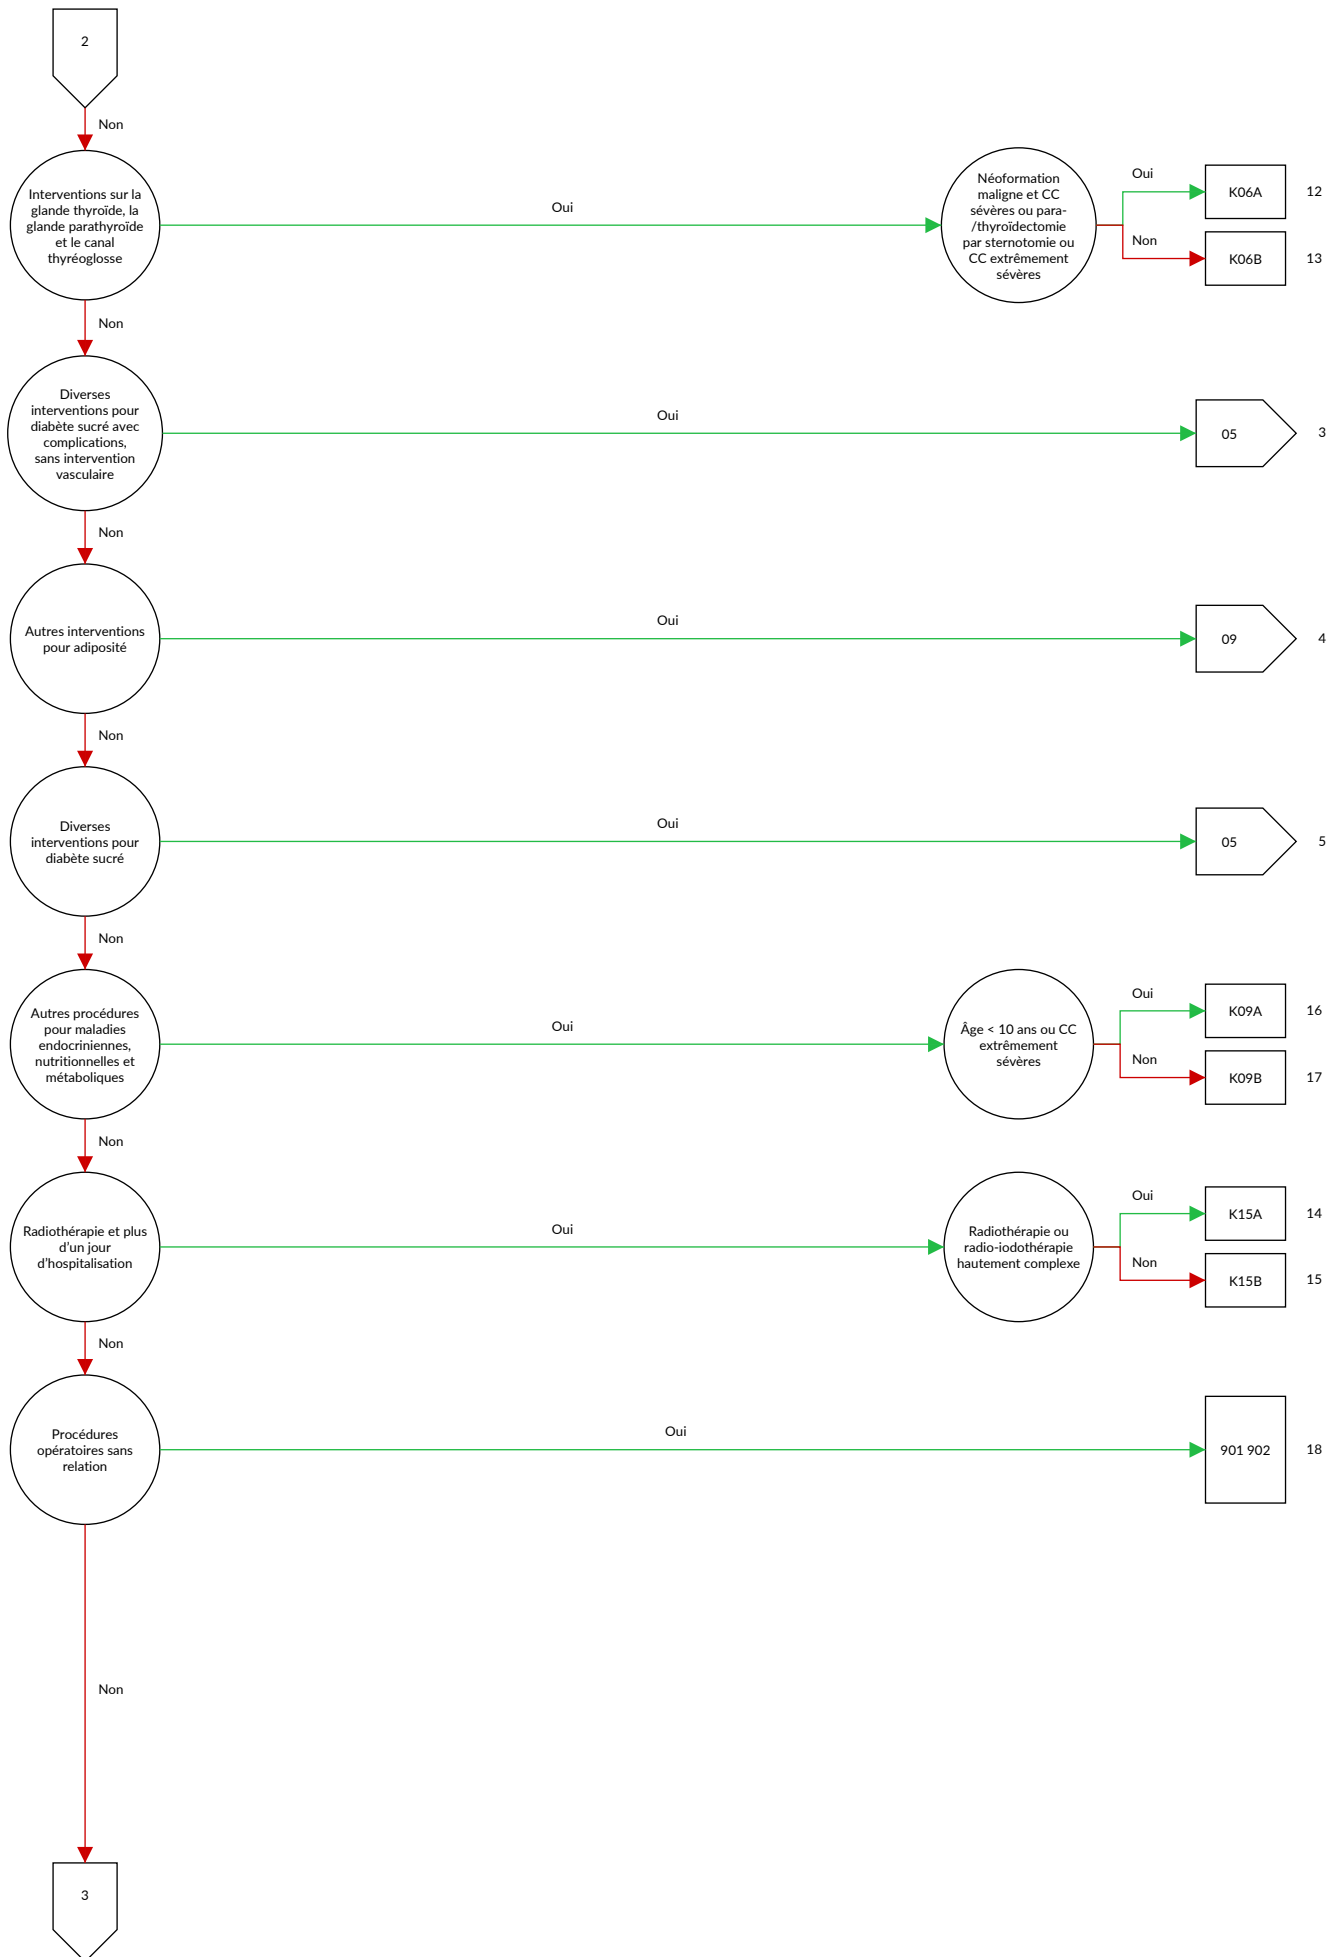 2
Non
Interventions sur la
glande thyroïde, la
glande parathyroïde
et le canal
thyréoglosse
Oui
Néoformation
maligne et CC
sévères ou para-
/thyroïdectomie
par sternotomie ou
CC extrêmement
sévères
Oui
K06A
12
Non
K06B
13
Non
Diverses
interventions pour
diabète sucré avec
complications,
sans intervention
vasculaire
Oui
05
3
Non
Autres interventions
pour adiposité
Oui
09
4
Non
Diverses
interventions pour
diabète sucré
Oui
05
5
Non
Autres procédures
pour maladies
endocriniennes,
nutritionnelles et
métaboliques
Oui
Âge < 10 ans ou CC
extrêmement
sévères
Oui
K09A
16
Non
K09B
17
Non
Radiothérapie et plus
d'un jour
d'hospitalisation
Oui
Radiothérapie ou
radio-iodothérapie
hautement complexe
Oui
K15A
14
Non
K15B
15
Non
Procédures
opératoires sans
relation
Oui
901 902
18
Non
3